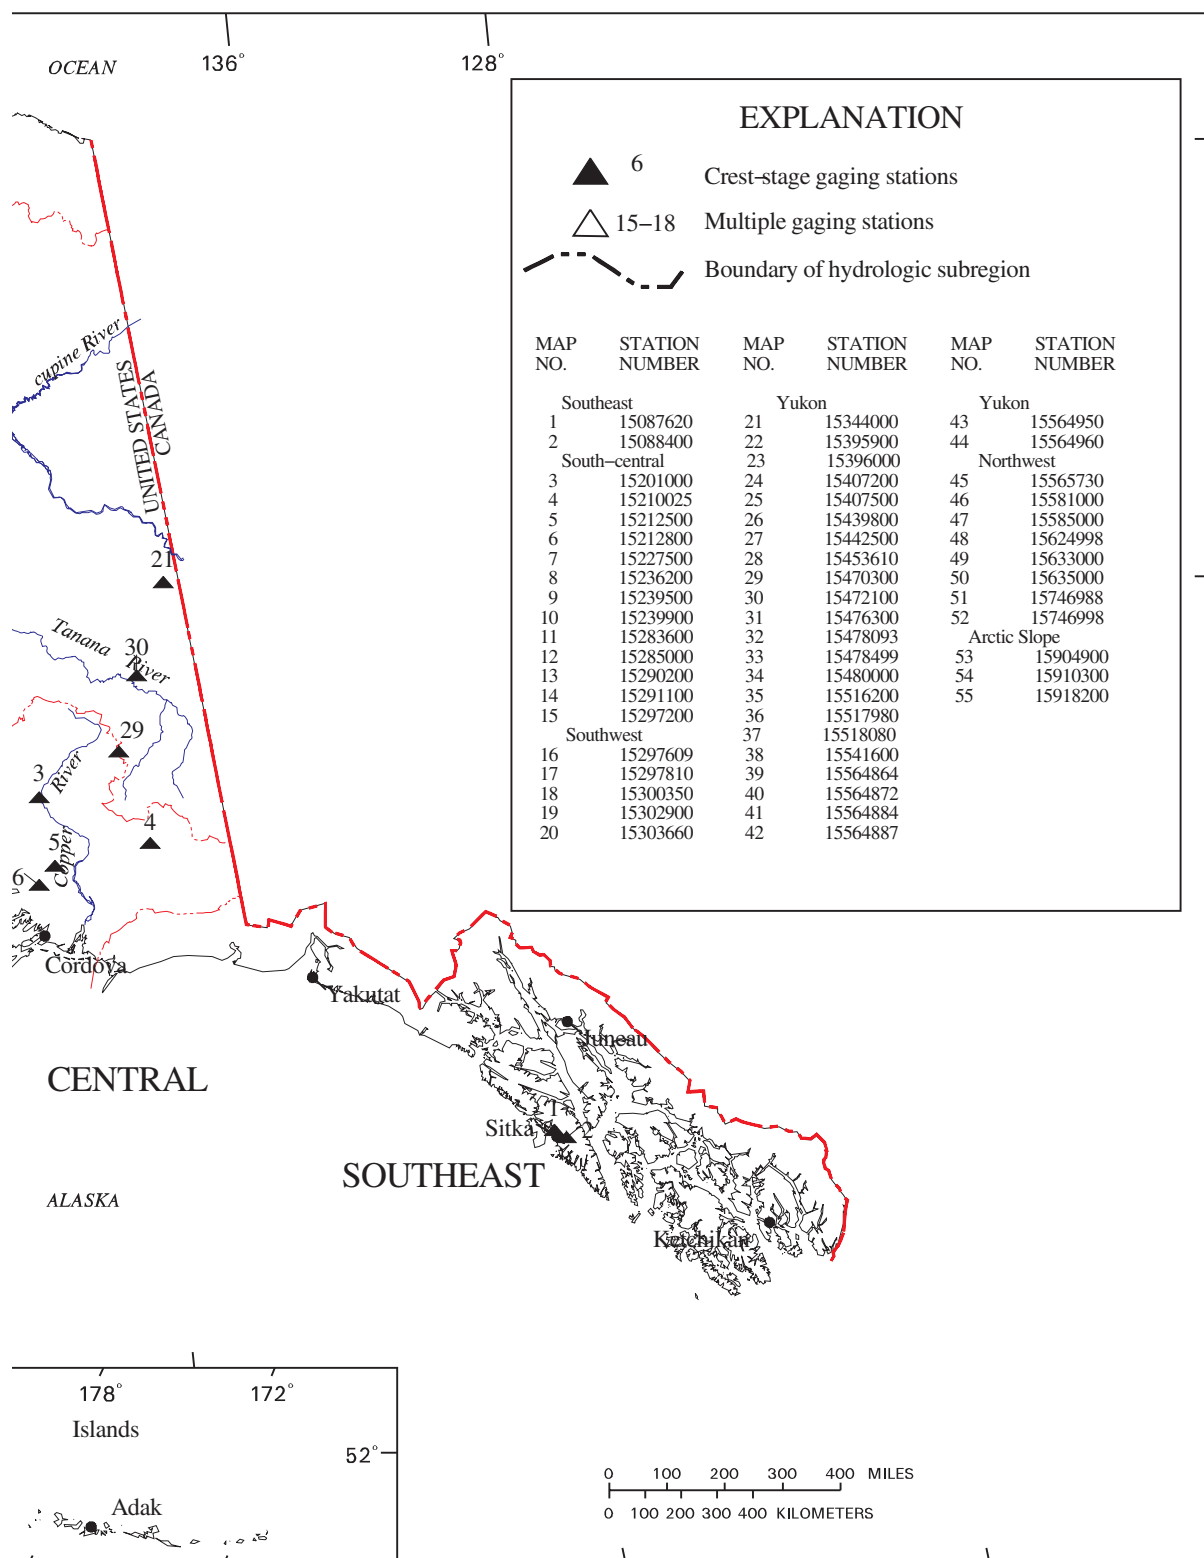 136°
128°
OCEAN
EXPLANATION
6
Crest-stage gaging stations
15-18
Multiple gaging stations
Boundary of hydrologic subregion
MAP NO. STATION NUMBER MAP NO. STATION NUMBER MAP NO. STATION NUMBER
Southeast Yukon Yukon
1 15087620 21 15344000 43 15564950
2 15088400 22 15395900 44 15564960
South-central 23 15396000 Northwest
3 15201000 24 15407200 45 15565730
4 15210025 25 15407500 46 15581000
5 15212500 26 15439800 47 15585000
6 15212800 27 15442500 48 15624998
7 15227500 28 15453610 49 15633000
8 15236200 29 15470300 50 15635000
9 15239500 30 15472100 51 15746988
10 15239900 31 15476300 52 15746998
11 15283600 32 15478093 Arctic Slope
12 15285000 33 15478499 53 15904900
13 15290200 34 15480000 54 15910300
14 15291100 35 15516200 55 15918200
15 15297200 36 15517980
Southwest 37 15518080
16 15297609 38 15541600
17 15297810 39 15564864
18 15300350 40 15564872
19 15302900 41 15564884
20 15303660 42 15564887
cupine River
UNITED STATES
CANADA
21
Tanana River
30
29
3
River
4
5
Copper
6
Cordova
Yakutat
Juneau
CENTRAL
1
Sitka
2
SOUTHEAST
ALASKA
Ketchikan
178°
172°
Islands
52°
Adak
0 100 200 300 400 MILES
0 100 200 300 400 KILOMETERS